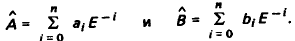 Â = Σ_{i=0}^{n} a_i E^{-i} и B̂ = Σ_{i=0}^{n} b_i E^{-i}.